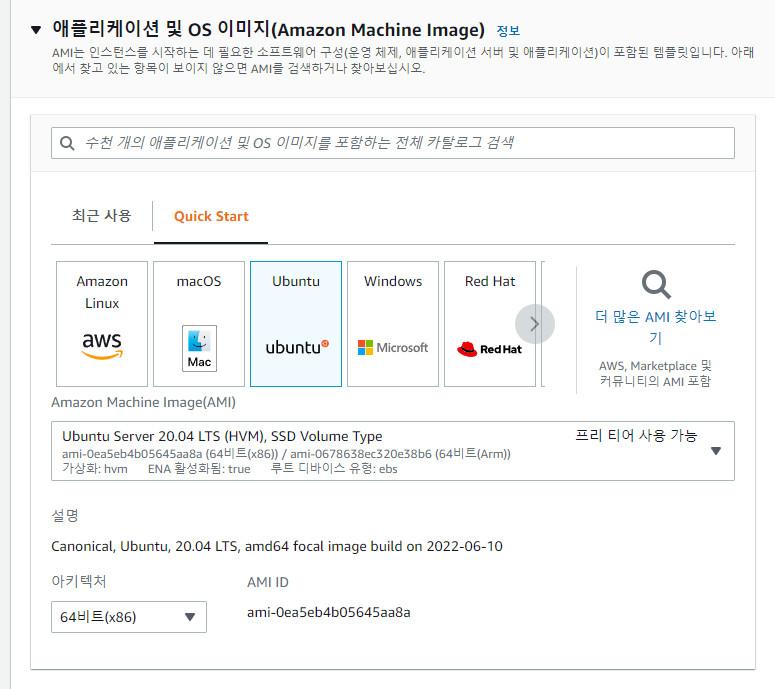 애플리케이션 및 OS 이미지(Amazon Machine Image) 정보
AMI는 인스턴스를 시작하는 데 필요한 소프트웨어 구성(운영 체제, 애플리케이션 서버 및 애플리케이션)이 포함된 템플릿입니다. 아래
에서 찾고 있는 항목이 보이지 않으면 AMI를 검색하거나 찾아보십시오.
수천 개의 애플리케이션 및 OS 이미지를 포함하는 전체 카탈로그 검색
최근 사용
Quick Start
Amazon
Linux
aws
macOS
Mac
Ubuntu
ubuntu
Windows
Microsoft
Red Hat
Red Hat
더 많은 AMI 찾아보
기
AWS, Marketplace 및
커뮤니티의 AMI 포함
Amazon Machine Image(AMI)
Ubuntu Server 20.04 LTS (HVM), SSD Volume Type
프리 티어 사용 가능
ami-0ea5eb4b05645aa8a (64비트(x86)) / ami-0678638ec320e38b6 (64비트(Arm))
가상화: hvm ENA 활성화됨: true 루트 디바이스 유형: ebs
설명
Canonical, Ubuntu, 20.04 LTS, amd64 focal image build on 2022-06-10
아키텍처
AMI ID
64비트(x86)
ami-0ea5eb4b05645aa8a